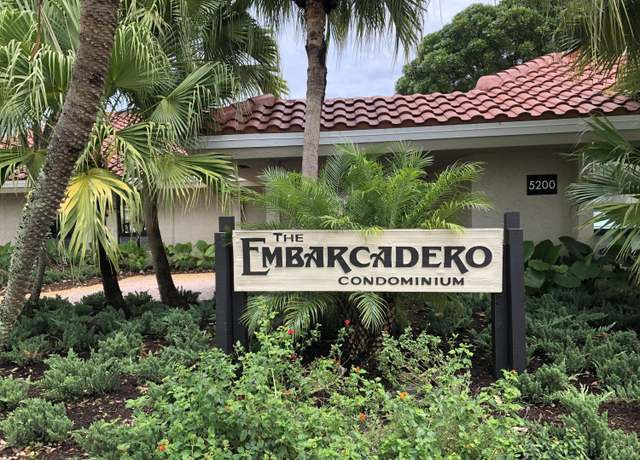 THE
EMBARCADERO
CONDOMINIUM
5200